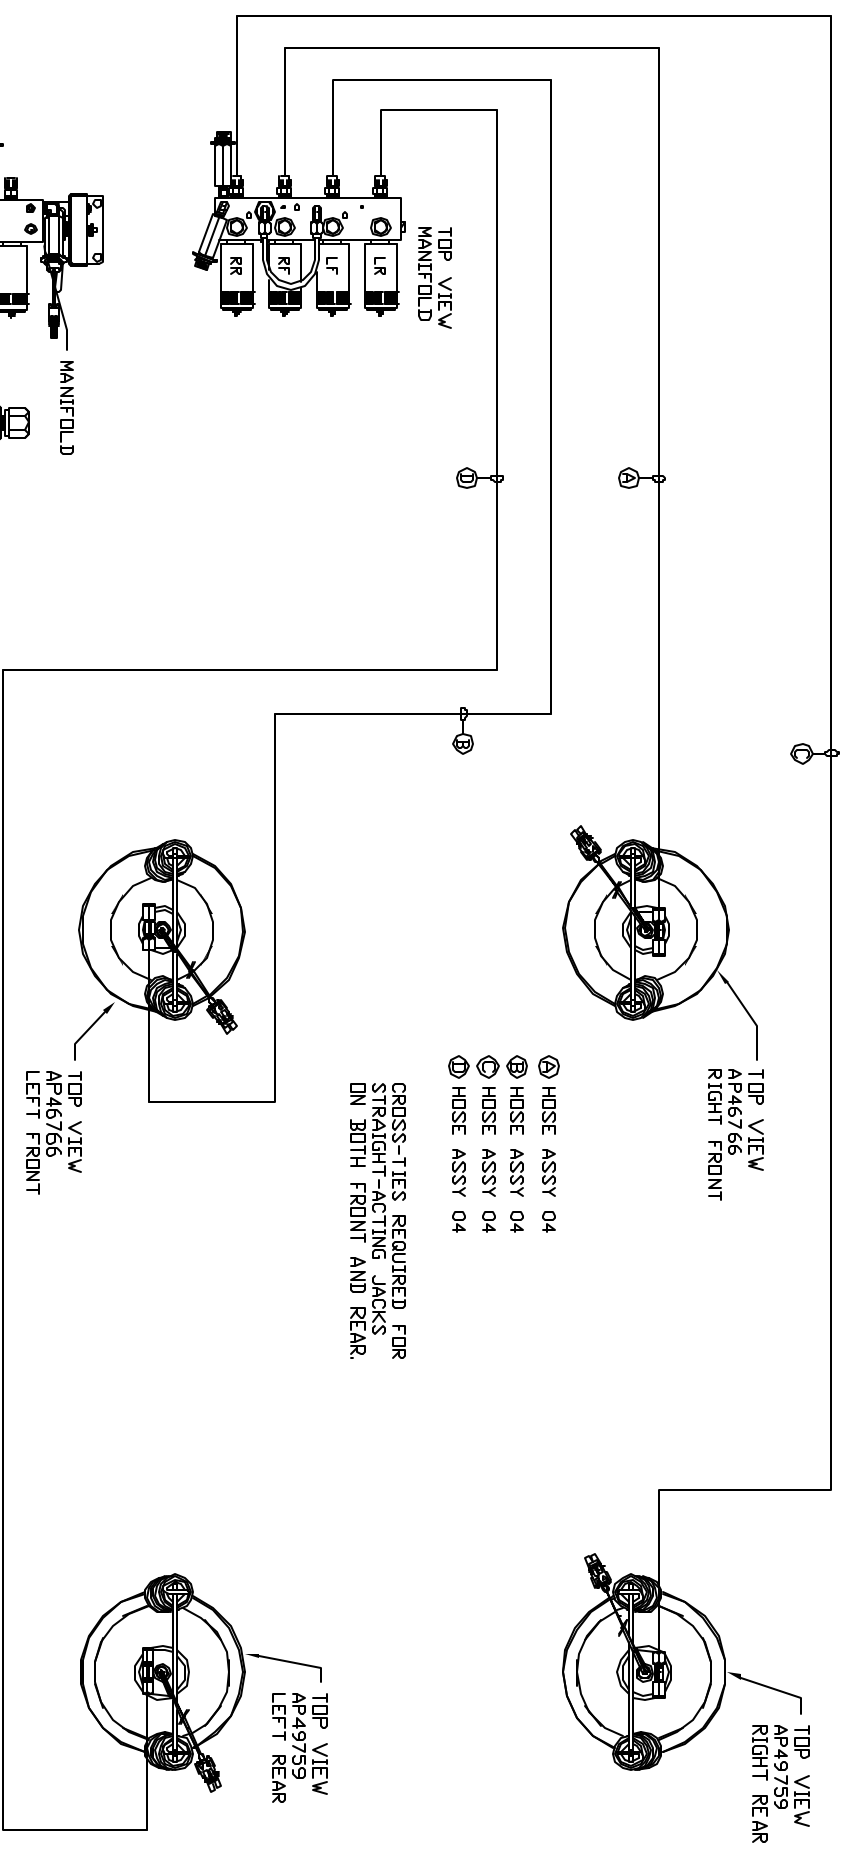 TOP VIEW
MANIFOLD
RR
RF
LF
LR
MANIFOLD
D
A
B
C
TOP VIEW
AP46766
RIGHT FRONT
A HOSE ASSY 04
B HOSE ASSY 04
C HOSE ASSY 04
D HOSE ASSY 04
CROSS-TIES REQUIRED FOR
STRAIGHT-ACTING JACKS
ON BOTH FRONT AND REAR.
TOP VIEW
AP46766
LEFT FRONT
TOP VIEW
AP49759
RIGHT REAR
TOP VIEW
AP49759
LEFT REAR